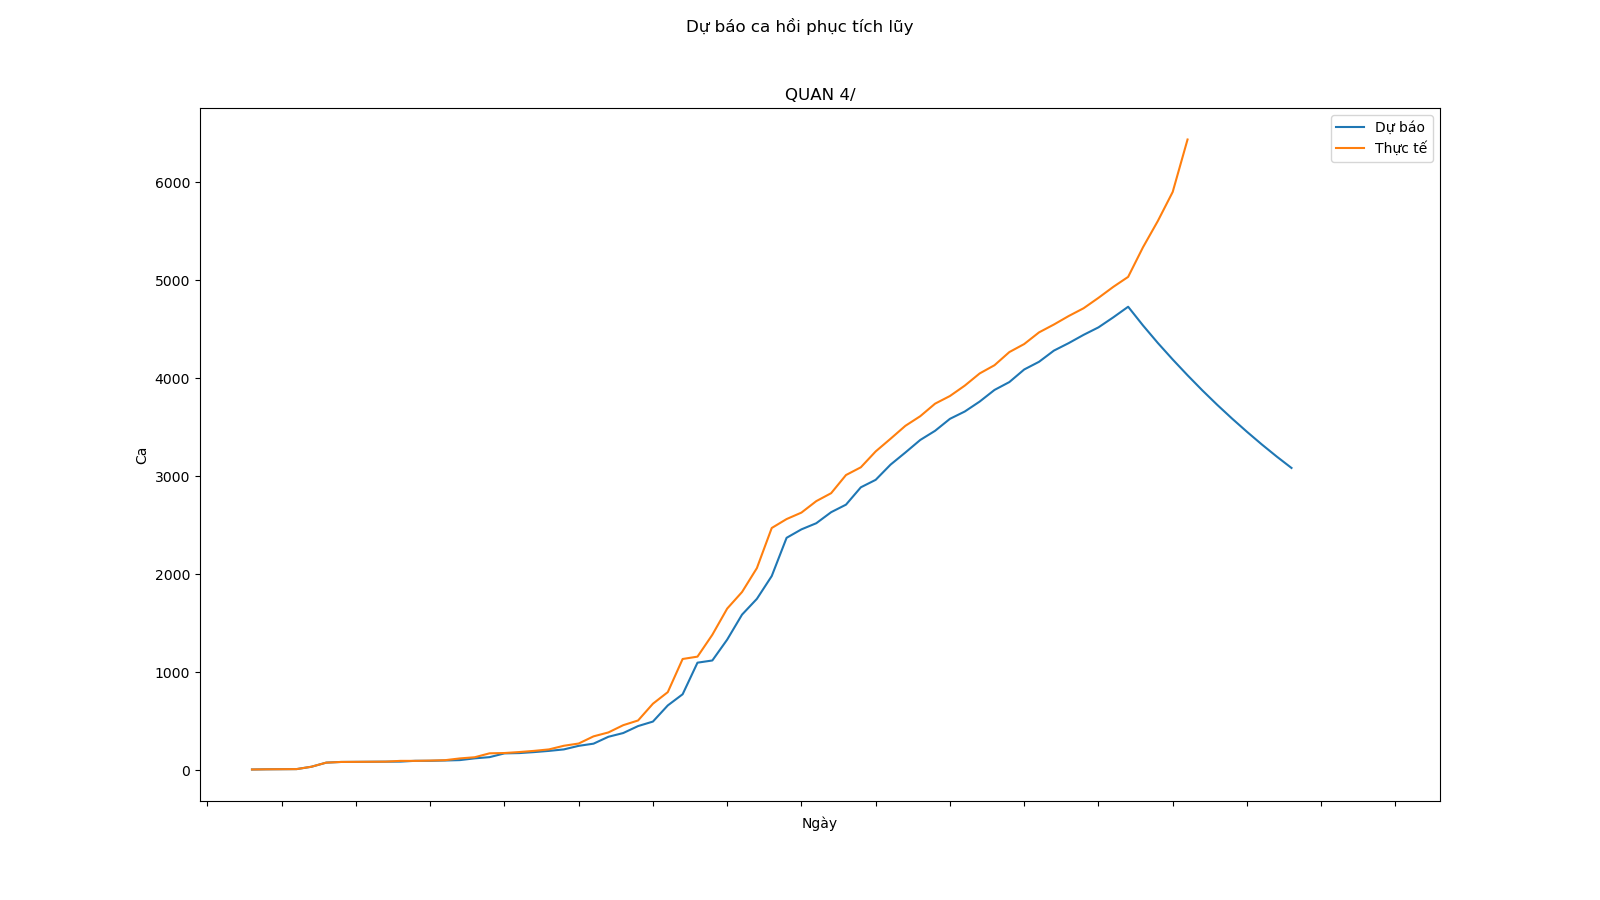 Dự báo ca hồi phục tích lũy
QUAN 4/
Dự báo
Thực tế
6000
5000
4000
3000
2000
1000
0
Ca
Ngày